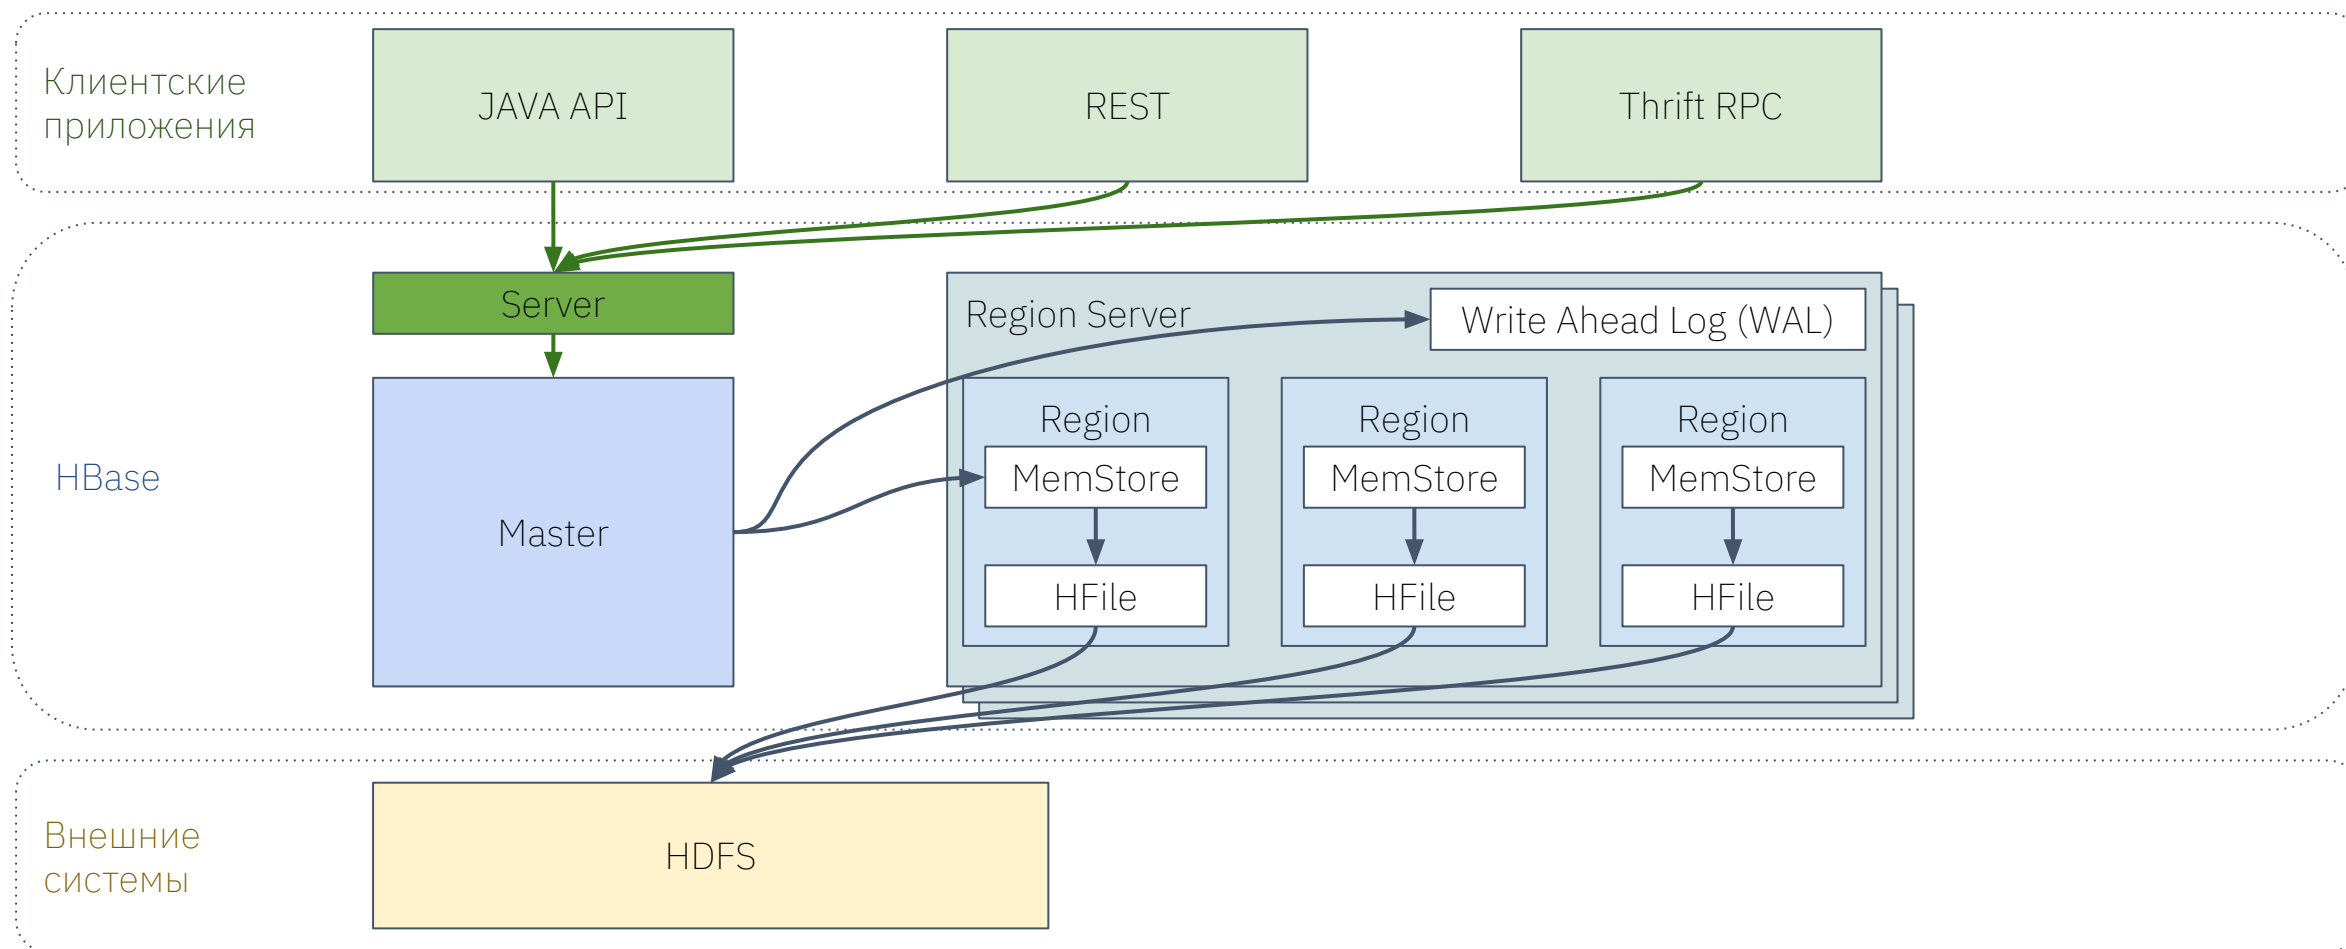 Клиентские
приложения
JAVA API
REST
Thrift RPC
Server
Region Server
Write Ahead Log (WAL)
HBase
Master
Region
Region
Region
MemStore
MemStore
MemStore
HFile
HFile
HFile
Внешние
системы
HDFS